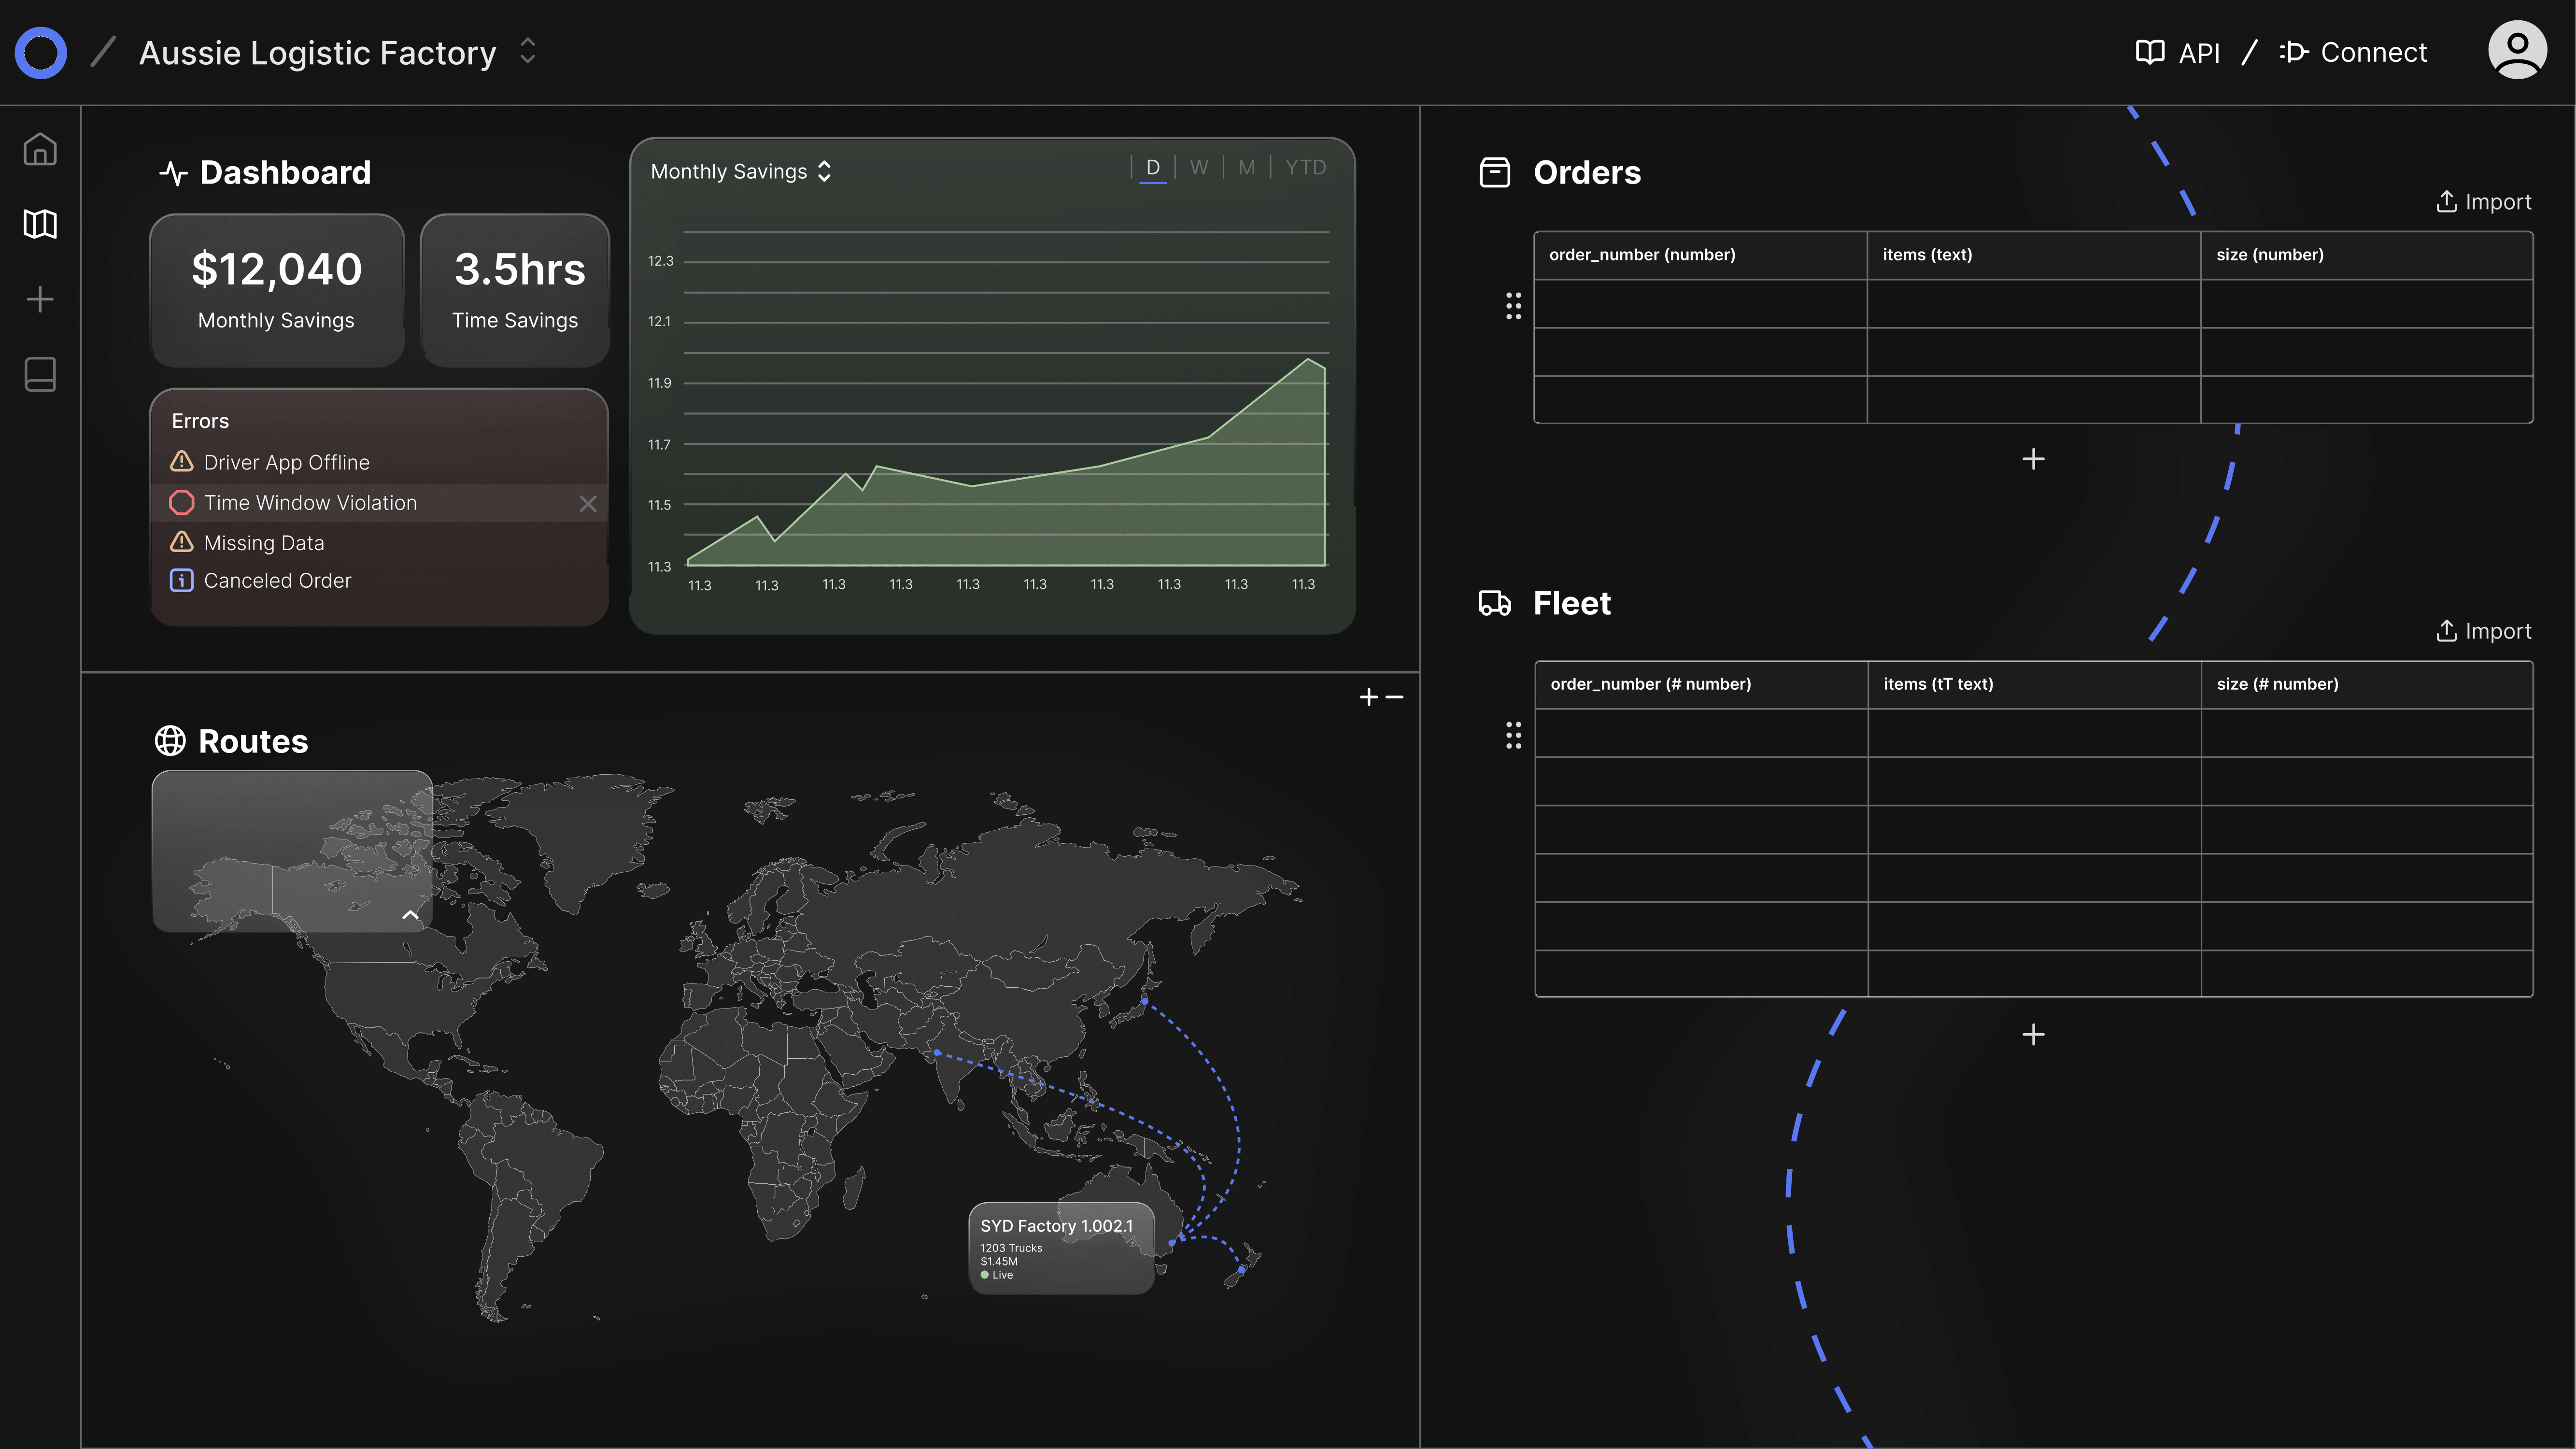 Aussie Logistic Factory
API
Connect
Dashboard
$12,040
Monthly Savings
3.5hrs
Time Savings
Errors
Driver App Offline
Time Window Violation
Missing Data
Canceled Order
Monthly Savings
D W M YTD
12.3
12.1
11.9
11.7
11.5
11.3
11.3 11.3 11.3 11.3 11.3 11.3 11.3 11.3 11.3 11.3
Routes
SYD Factory 1.002.1
1203 Trucks
$1.45M
Live
Orders
Import
order_number (number) items (text) size (number)
Fleet
Import
order_number (# number) items (tT text) size (# number)